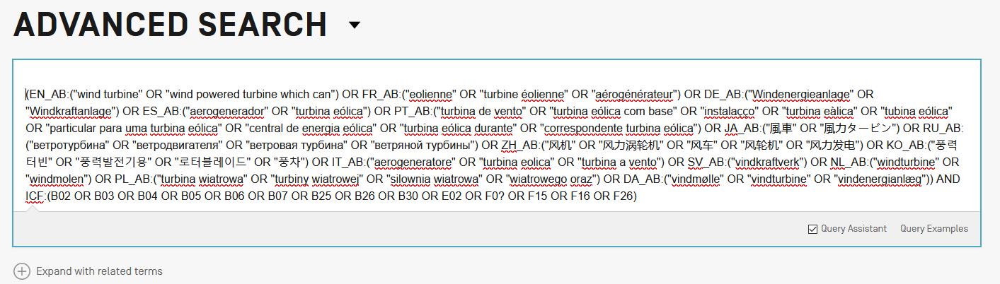 ADVANCED SEARCH
(EN_AB:("wind turbine" OR "wind powered turbine which can") OR FR_AB:("eolienne" OR "turbine éolienne" OR "aérogénérateur") OR DE_AB:("Windenergieanlage" OR
"Windkraftanlage") OR ES_AB:("aerogenerador" OR "turbina eólica") OR PT_AB:("turbina de vento" OR "turbina eólica com base" OR "instalaçço" OR "turbina eàlica" OR "tubina eólica"
OR "particular para uma turbina eólica" OR "central de energia eólica" OR "turbina eólica durante" OR "correspondente turbina eólica") OR JA_AB:("風車" OR "風力タービン") OR RU_AB:
("ветротурбина" OR "ветродвигателя" OR "ветровая турбина" OR "ветряной турбины") OR ZH_AB:("风机" OR "风力涡轮机" OR "风车" OR "风轮机" OR "风力发电") OR KO_AB:("풍력
터빈" OR "풍력발전기용" OR "로터블레이드" OR "풍차") OR IT_AB:("aerogeneratore" OR "turbina eolica" OR "turbina a vento") OR SV_AB:("vindkraftverk") OR NL_AB:("windturbine" OR
"windmolen") OR PL_AB:("turbina wiatrowa" OR "turbiny wiatrowej" OR "silownia wiatrowa" OR "wiatrowego oraz") OR DA_AB:("vindmølle" OR "vindturbine" OR "vindenergianlæg")) AND
ICF:(B02 OR B03 OR B04 OR B05 OR B06 OR B07 OR B25 OR B26 OR B30 OR E02 OR F0? OR F15 OR F16 OR F26)
Query Assistant Query Examples
Expand with related terms